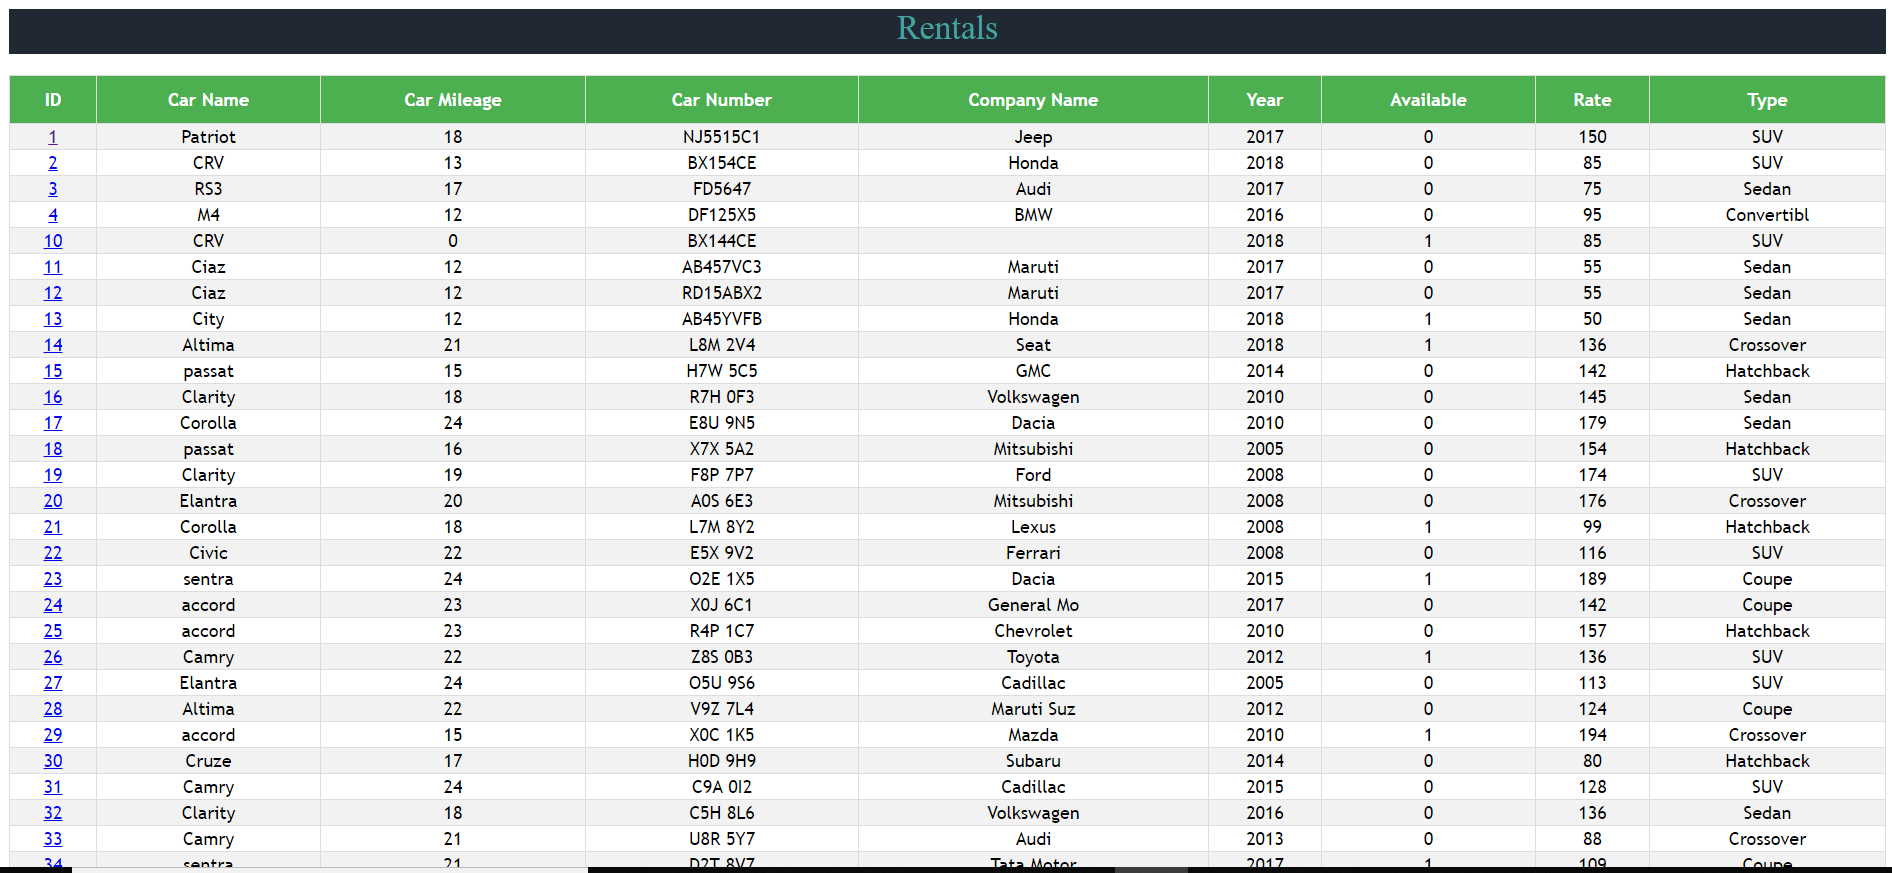 Rentals
ID Car Name Car Mileage Car Number Company Name Year Available Rate Type
1 Patriot 18 NJ5515C1 Jeep 2017 0 150 SUV
2 CRV 13 BX154CE Honda 2018 0 85 SUV
3 RS3 17 FD5647 Audi 2017 0 75 Sedan
4 M4 12 DF125X5 BMW 2016 0 95 Convertibl
10 CRV 0 BX144CE 2018 1 85 SUV
11 Ciaz 12 AB457VC3 Maruti 2017 0 55 Sedan
12 Ciaz 12 RD15ABX2 Maruti 2017 0 55 Sedan
13 City 12 AB45YVFB Honda 2018 1 50 Sedan
14 Altima 21 L8M 2V4 Seat 2018 1 136 Crossover
15 passat 15 H7W 5C5 GMC 2014 0 142 Hatchback
16 Clarity 18 R7H 0F3 Volkswagen 2010 0 145 Sedan
17 Corolla 24 E8U 9N5 Dacia 2010 0 179 Sedan
18 passat 16 X7X 5A2 Mitsubishi 2005 0 154 Hatchback
19 Clarity 19 F8P 7P7 Ford 2008 0 174 SUV
20 Elantra 20 A0S 6E3 Mitsubishi 2008 0 176 Crossover
21 Corolla 18 L7M 8Y2 Lexus 2008 1 99 Hatchback
22 Civic 22 E5X 9V2 Ferrari 2008 0 116 SUV
23 sentra 24 O2E 1X5 Dacia 2015 1 189 Coupe
24 accord 23 X0J 6C1 General Mo 2017 0 142 Coupe
25 accord 23 R4P 1C7 Chevrolet 2010 0 157 Hatchback
26 Camry 22 Z8S 0B3 Toyota 2012 1 136 SUV
27 Elantra 24 O5U 9S6 Cadillac 2005 0 113 SUV
28 Altima 22 V9Z 7L4 Maruti Suz 2012 0 124 Coupe
29 accord 15 X0C 1K5 Mazda 2010 1 194 Crossover
30 Cruze 17 H0D 9H9 Subaru 2014 0 80 Hatchback
31 Camry 24 C9A 0I2 Cadillac 2015 0 128 SUV
32 Clarity 18 C5H 8L6 Volkswagen 2016 0 136 Sedan
33 Camry 21 U8R 5Y7 Audi 2013 0 88 Crossover
34 sentra 21 D2T 8V7 Tata Motor 2017 1 109 Coupe